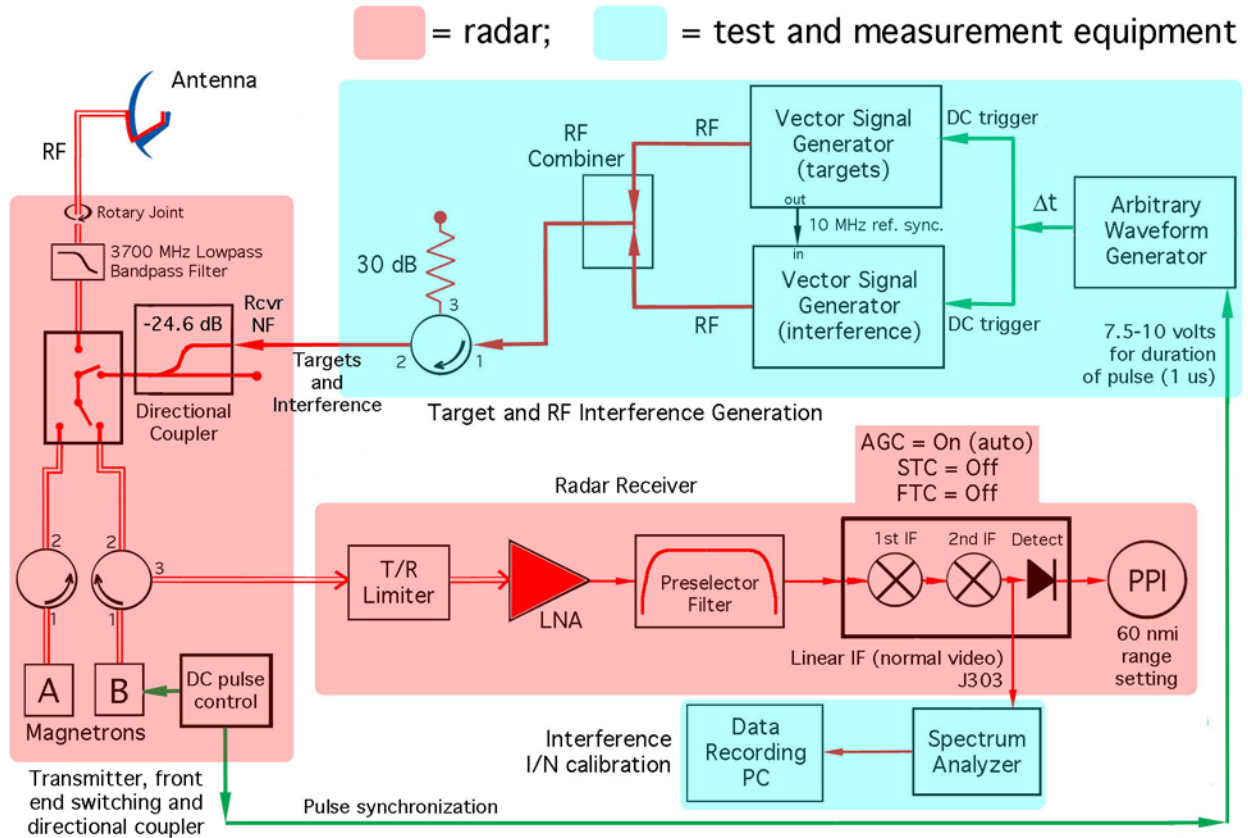 = radar;
= test and measurement equipment
Antenna
RF
Rotary Joint
3700 MHz Lowpass
Bandpass Filter
-24.6 dB
Rcvr
NF
Directional
Coupler
Targets
and
Interference
30 dB
3
2
1
RF
Combiner
RF
RF
Vector Signal
Generator
(targets)
out
10 MHz ref. sync.
in
Vector Signal
Generator
(interference)
DC trigger
DC trigger
Δt
Arbitrary
Waveform
Generator
7.5-10 volts
for duration
of pulse (1 us)
Target and RF Interference Generation
AGC = On (auto)
STC = Off
FTC = Off
Radar Receiver
2
1
2
3
1
A
B
Magnetrons
DC pulse
control
T/R
Limiter
LNA
Preselector
Filter
1st IF
2nd IF
Detect
PPI
60 nmi
range
setting
Linear IF (normal video)
J303
Interference
I/N calibration
Data
Recording
PC
Spectrum
Analyzer
Transmitter, front
end switching and
directional coupler
Pulse synchronization